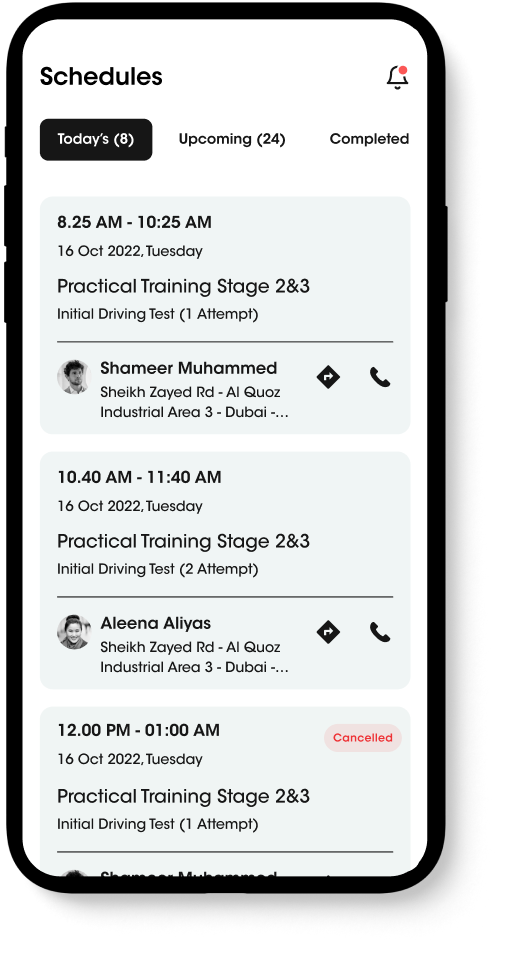 Schedules
Today's (8) Upcoming (24) Completed
8.25 AM - 10:25 AM
16 Oct 2022, Tuesday
Practical Training Stage 2&3
Initial Driving Test (1 Attempt)
Shameer Muhammed
Sheikh Zayed Rd - Al Quoz
Industrial Area 3 - Dubai -...
10.40 AM - 11:40 AM
16 Oct 2022, Tuesday
Practical Training Stage 2&3
Initial Driving Test (2 Attempt)
Aleena Aliyas
Sheikh Zayed Rd - Al Quoz
Industrial Area 3 - Dubai -...
12.00 PM - 01:00 AM
Cancelled
16 Oct 2022, Tuesday
Practical Training Stage 2&3
Initial Driving Test (1 Attempt)
Shameer Muhammed